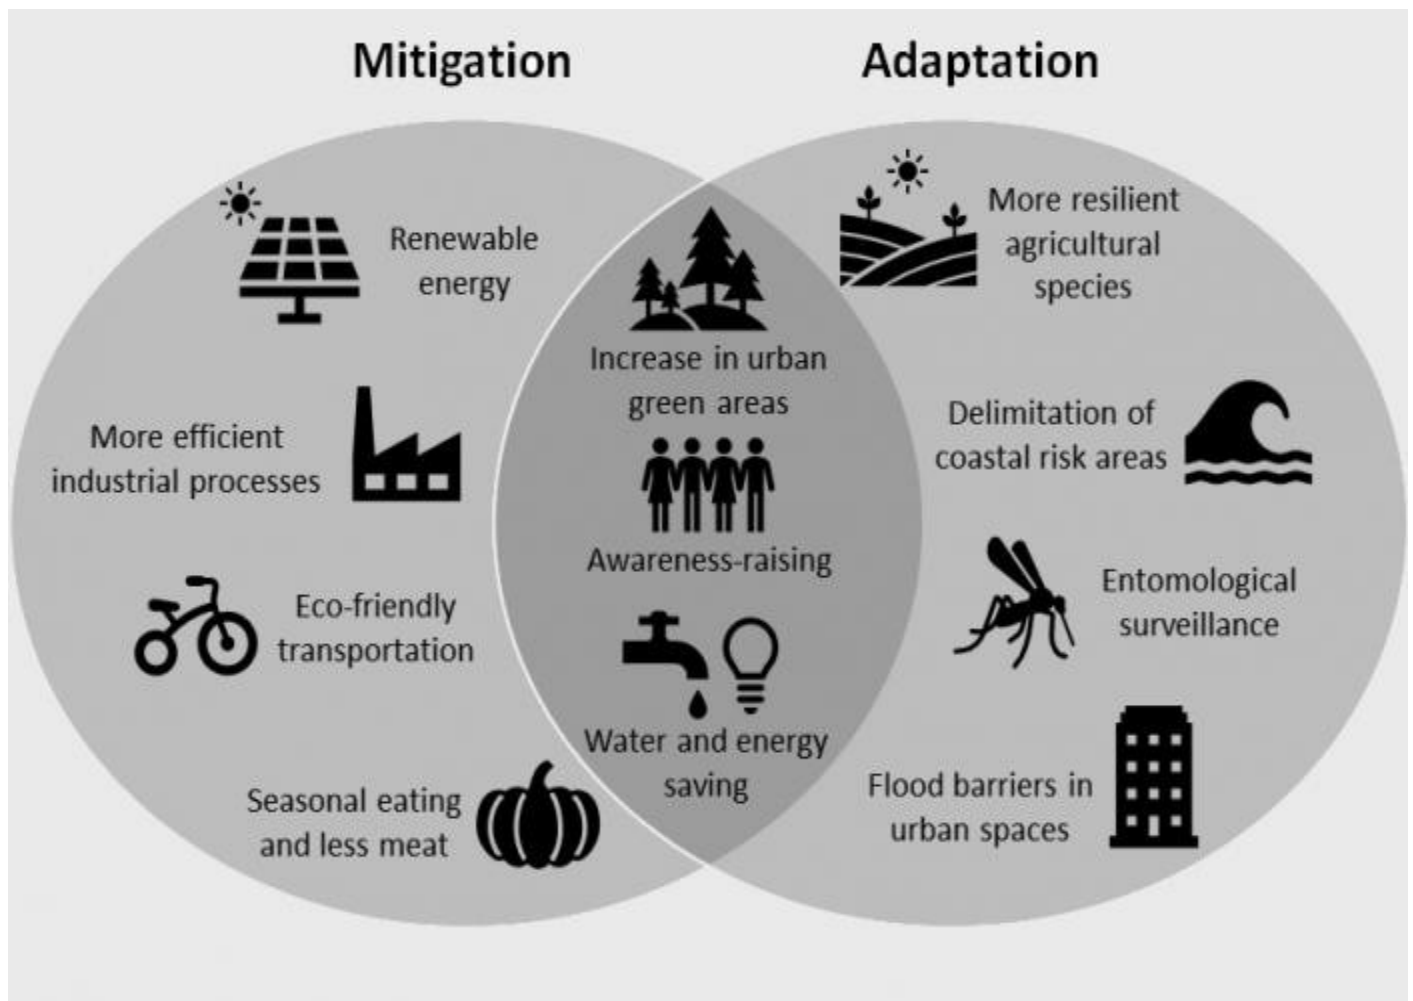 Mitigation
Adaptation
Renewable
energy
More efficient
industrial processes
Eco-friendly
transportation
Seasonal eating
and less meat
Increase in urban
green areas
Awareness-raising
Water and energy
saving
More resilient
agricultural
species
Delimitation of
coastal risk areas
Entomological
surveillance
Flood barriers in
urban spaces